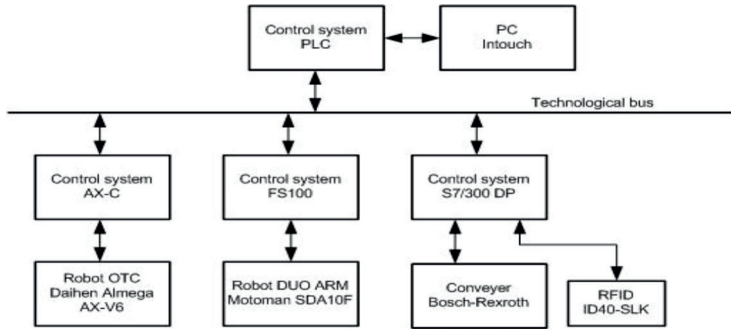 Control system
PLC
PC
Intouch
Technological bus
Control system
AX-C
Control system
FS100
Control system
S7/300 DP
Robot OTC
Daihen Almega
AX-V6
Robot DUO ARM
Motoman SDA10F
Conveyer
Bosch-Rexroth
RFID
ID40-SLK